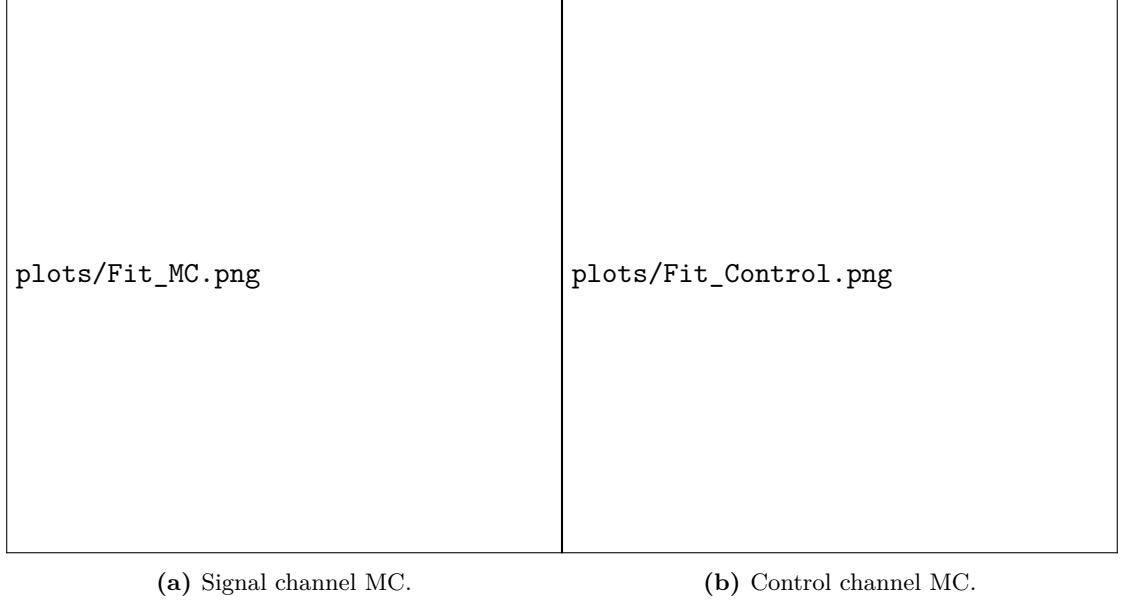 plots/Fit_MC.png
plots/Fit_Control.png
(a) Signal channel MC.
(b) Control channel MC.